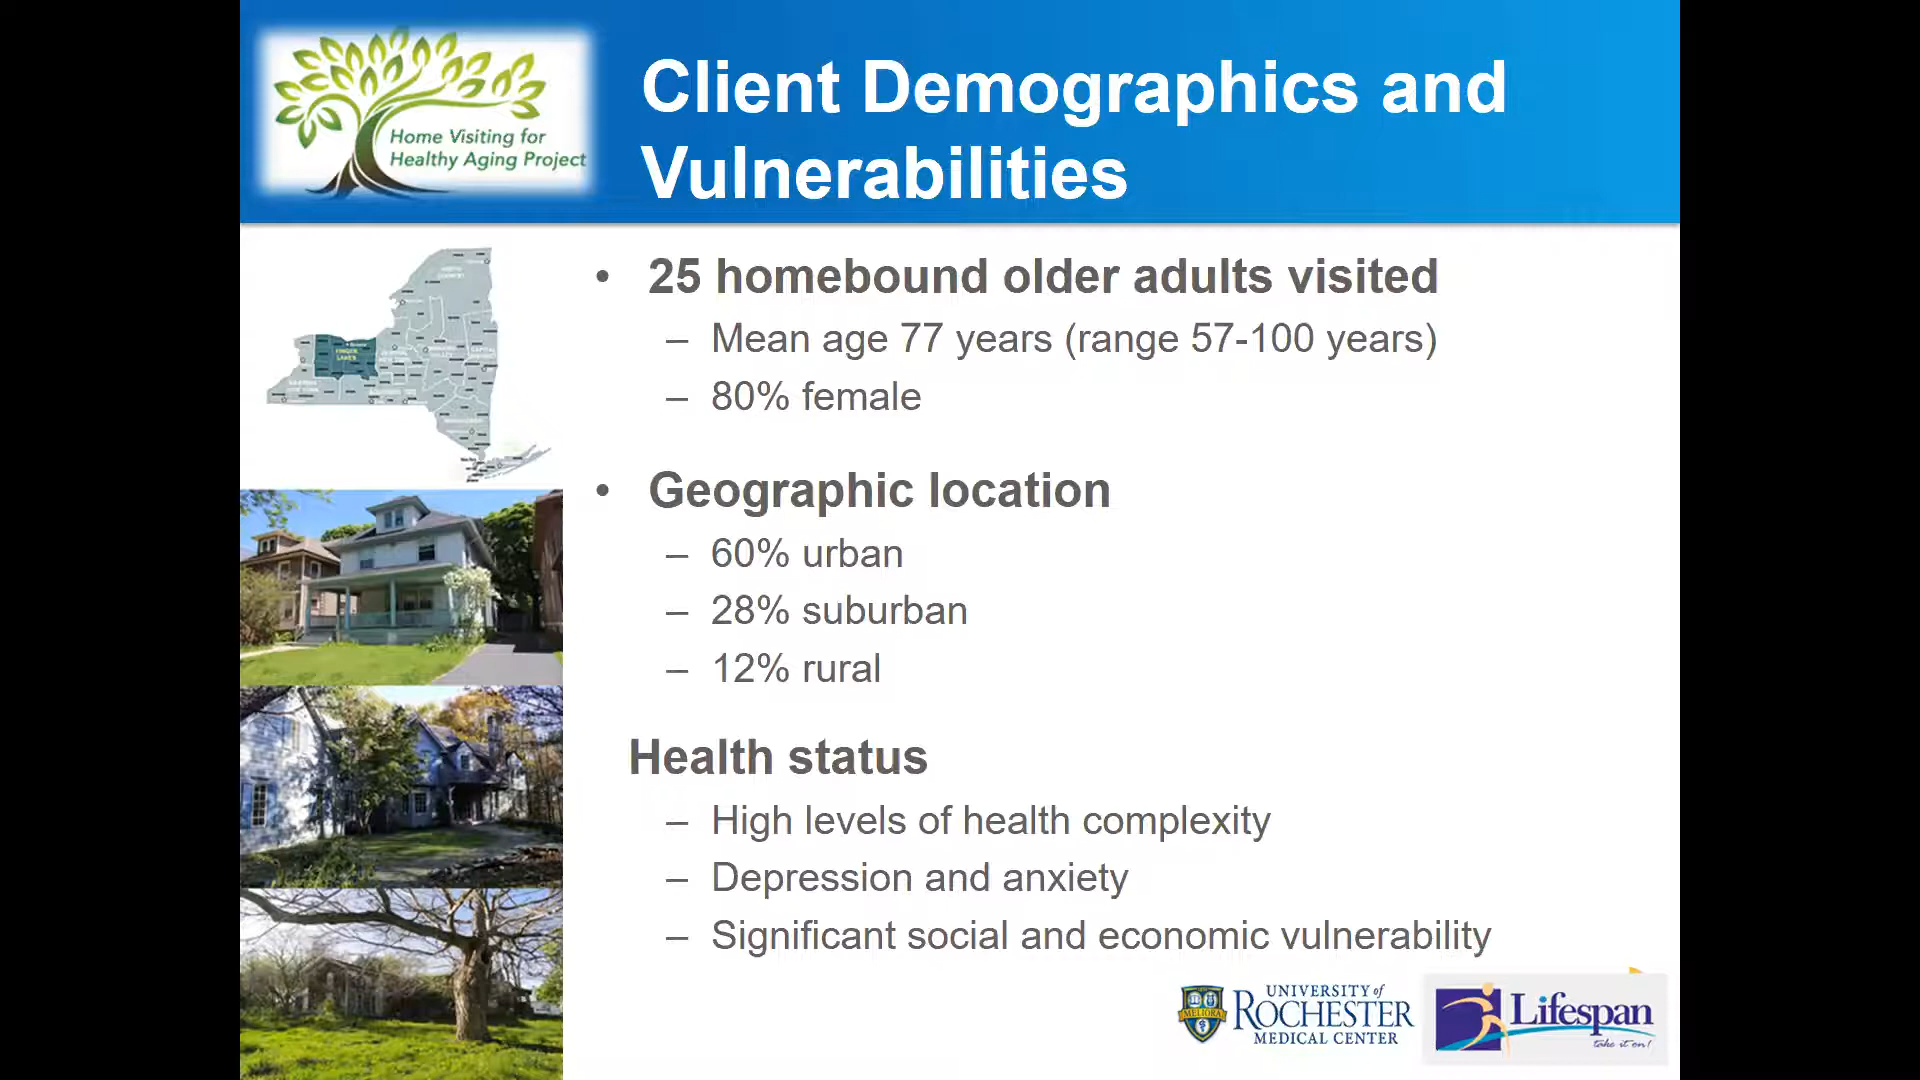 Home Visiting for
Healthy Aging Project
Client Demographics and
Vulnerabilities
FINGER
LAKES
• 25 homebound older adults visited
– Mean age 77 years (range 57-100 years)
– 80% female
• Geographic location
– 60% urban
– 28% suburban
– 12% rural
Health status
– High levels of health complexity
– Depression and anxiety
– Significant social and economic vulnerability
MELIORA
UNIVERSITY of
ROCHESTER
MEDICAL CENTER
Lifespan
take it on!